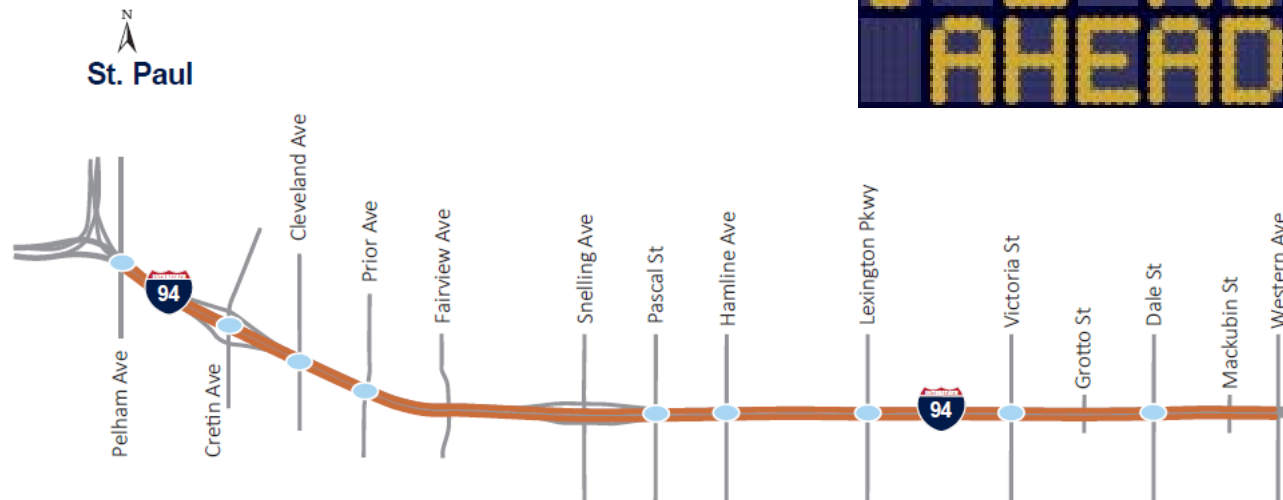 AHEAD
N
St. Paul
Cleveland Ave
Prior Ave
Fairview Ave
Snelling Ave
Pascal St
Hamline Ave
Lexington Pkwy
Victoria St
Grotto St
Dale St
Mackubin St
Western Ave
94
94
Pelham Ave
Cretin Ave